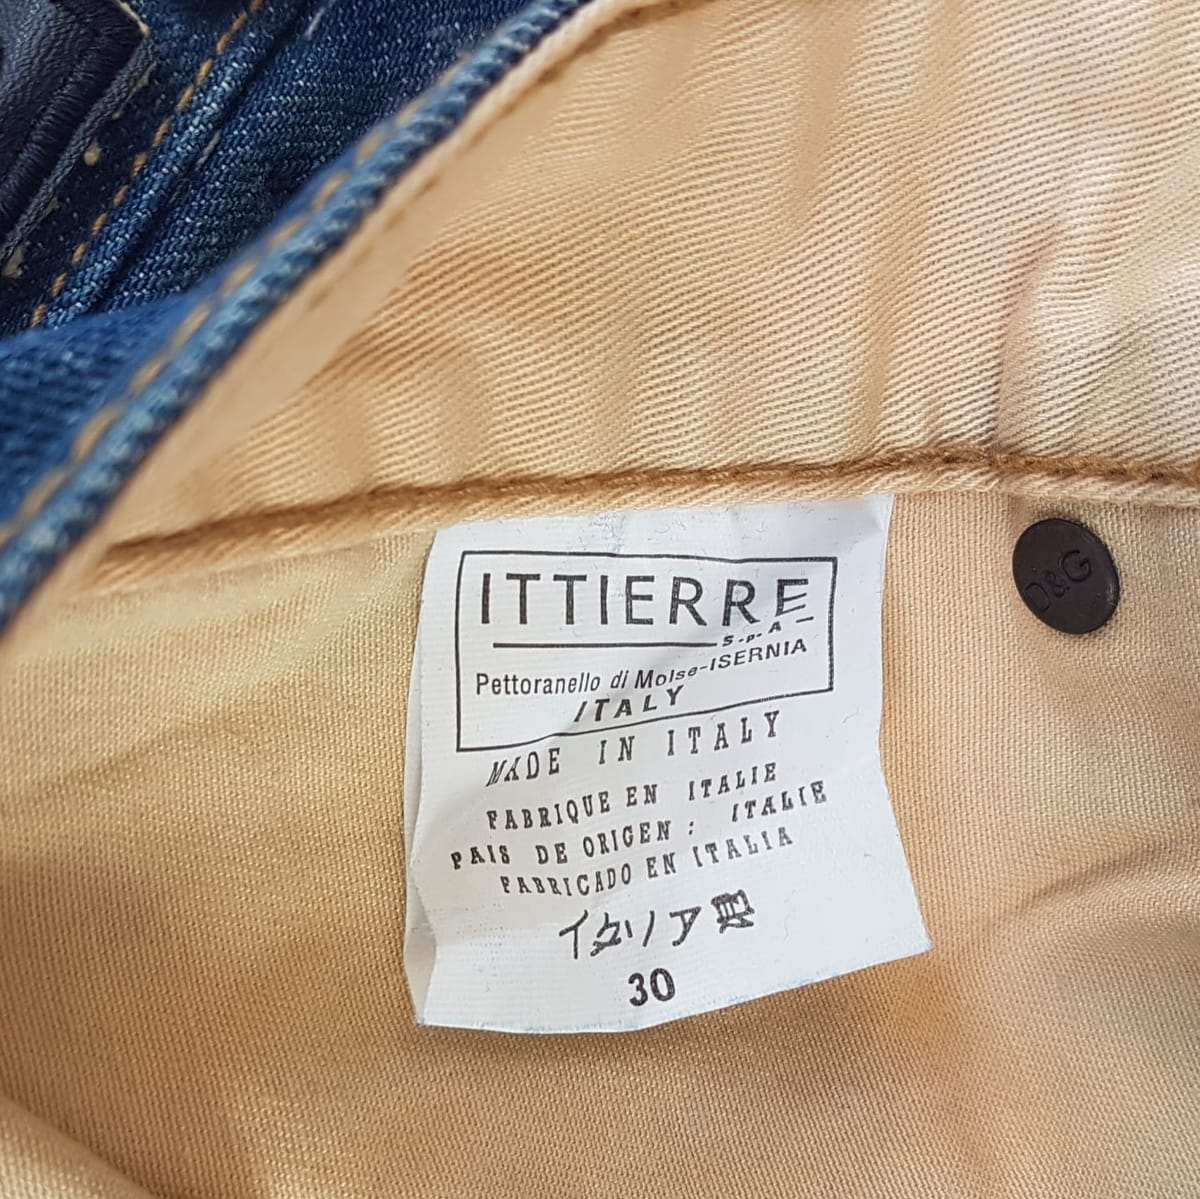 ITTIERRE
S.p.A
Pettoranello di Molse-ISERNIA
ITALY
MADE IN ITALY
FABRIQUE EN ITALIE
PAIS DE ORIGEN: ITALIE
FABRICADO EN ITALIA
イタリア製
30
D&G